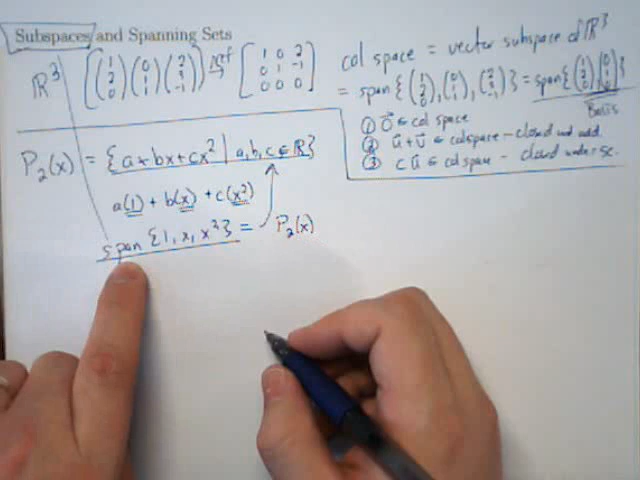 Subspaces and Spanning Sets
ℝ³ [(1 2 0) (0 1 1) (2 3 -1)] rref → [1 0 2
0 1 -1
0 0 0]
col space = vector subspace of ℝ³
= span{(1 2 0), (0 1 1), (2 3 -1)} = span{(1 2 0), (0 1 1)}
Basis
① 0⃗ ∈ col space
② u⃗ + v⃗ ∈ colspace - closed und add.
③ c u⃗ ∈ colspan - closed under sc.
P₂(x) = {a + bx + cx² | a, b, c ∈ ℝ}
a(1) + b(x) + c(x²)
span {1, x, x²} = P₂(x)